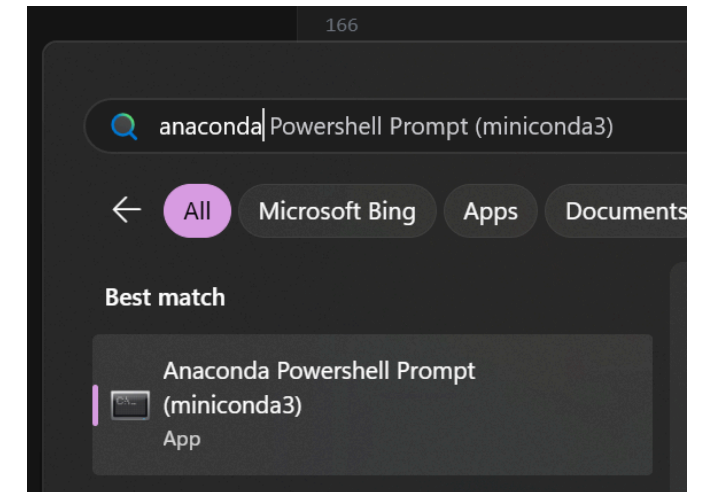 166
anaconda Powershell Prompt (miniconda3)
All Microsoft Bing Apps Documents
Best match
Anaconda Powershell Prompt
(miniconda3)
App